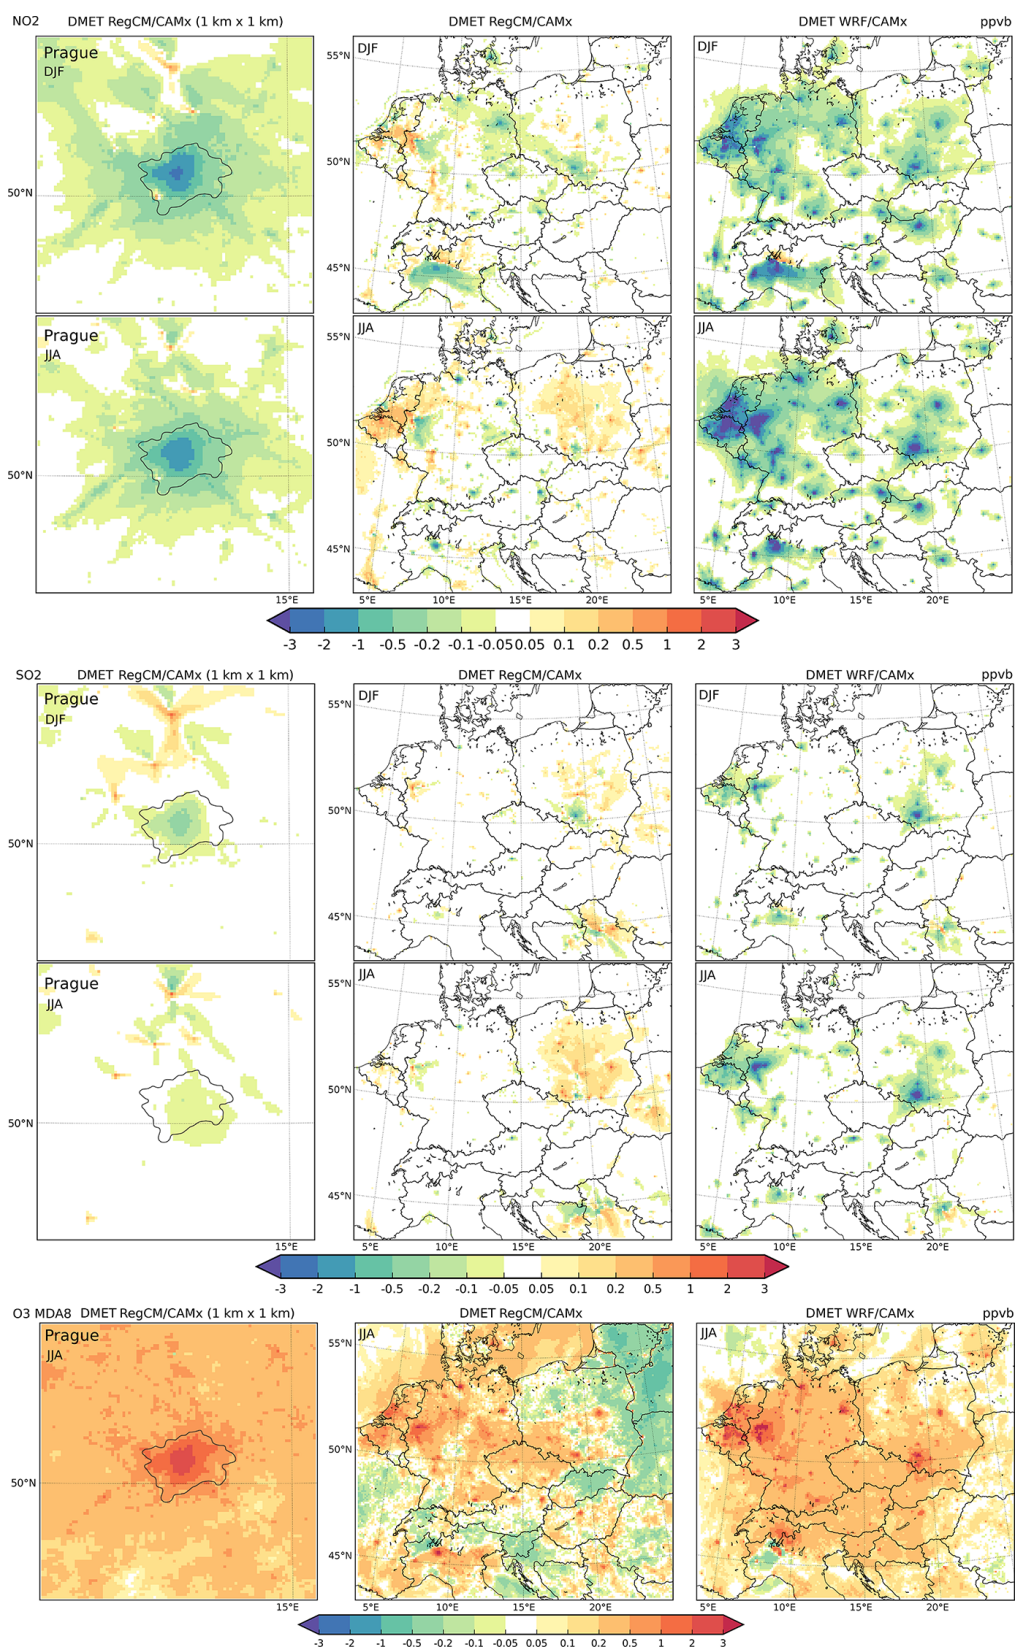 NO2 DMET RegCM/CAMx (1 km x 1 km) DMET RegCM/CAMx DMET WRF/CAMx ppvb
Prague DJF DJF
DJF
55°N
50°N 50°N
45°N
Prague JJA JJA
JJA
55°N
50°N 50°N
45°N
15°E 5°E 10°E 15°E 20°E 5°E 10°E 15°E 20°E
-3 -2 -1 -0.5 -0.2 -0.1 -0.05 0.05 0.1 0.2 0.5 1 2 3
SO2 DMET RegCM/CAMx (1 km x 1 km) DMET RegCM/CAMx DMET WRF/CAMx ppvb
Prague DJF DJF
DJF
55°N
50°N 50°N
45°N
Prague JJA JJA
JJA
55°N
50°N 50°N
45°N
15°E 5°E 10°E 15°E 20°E 5°E 10°E 15°E 20°E
-3 -2 -1 -0.5 -0.2 -0.1 -0.05 0.05 0.1 0.2 0.5 1 2 3
O3 MDA8 DMET RegCM/CAMx (1 km x 1 km) DMET RegCM/CAMx DMET WRF/CAMx ppvb
Prague JJA JJA
JJA
55°N
50°N 50°N
45°N
15°E 5°E 10°E 15°E 20°E 5°E 10°E 15°E 20°E
-3 -2 -1 -0.5 -0.2 -0.1 -0.05 0.05 0.1 0.2 0.5 1 2 3